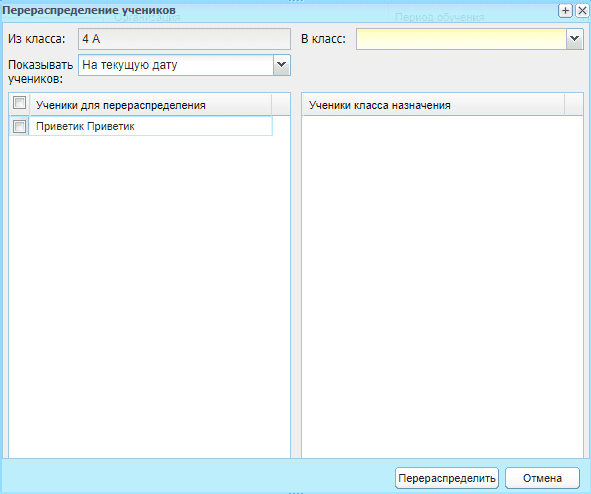 Перераспределение учеников
Организация
Период обучения
Из класса: 4 А
В класс:
Показывать учеников:
На текущую дату
Ученики для перераспределения
Ученики класса назначения
Приветик Приветик
Перераспределить
Отмена